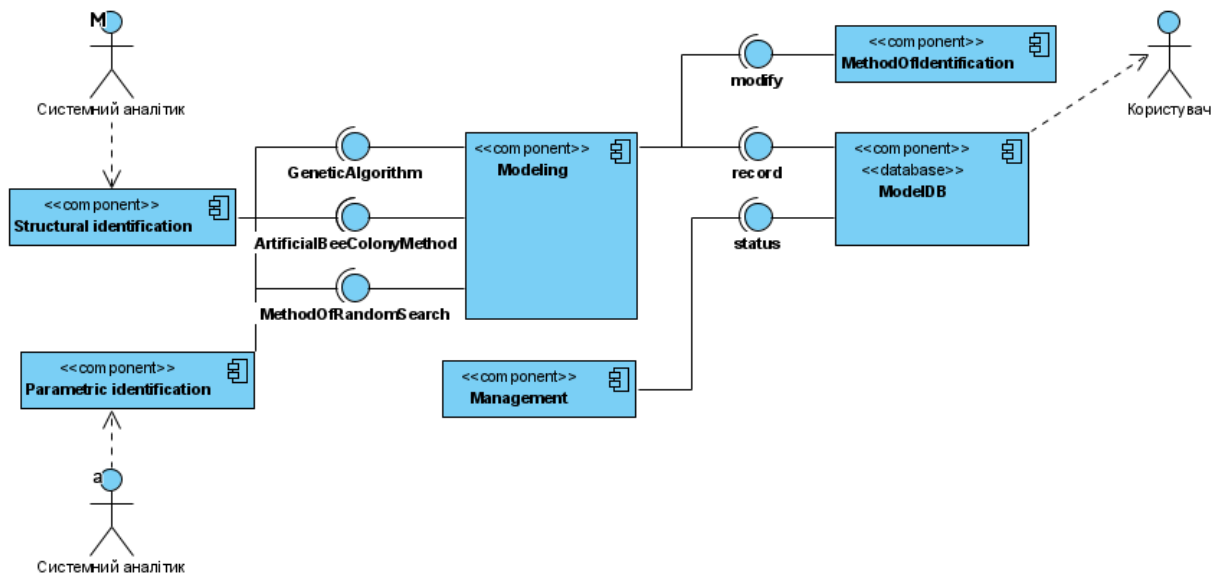 M
Системний аналітик
<<component>>
Structural identification
GeneticAlgorithm
ArtificialBeeColonyMethod
MethodOfRandomSearch
<<component>>
Parametric identification
a
Системний аналітик
<<component>>
Modeling
<<component>>
Management
modify
record
status
<<component>>
MethodOfIdentification
<<component>>
<<database>>
ModelDB
Користувач